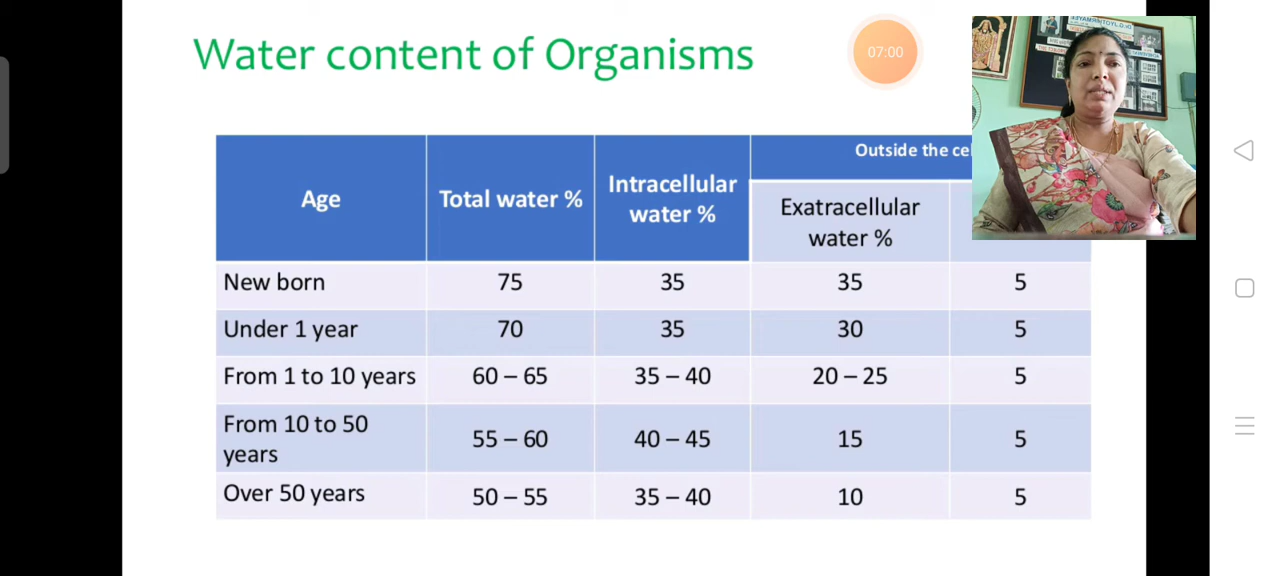 Water content of Organisms
07:00
Age
Total water %
Intracellular
water %
Outside the
Exatracellular
water %
New born 75 35 35 5
Under 1 year 70 35 30 5
From 1 to 10 years 60 – 65 35 – 40 20 – 25 5
From 10 to 50
years 55 – 60 40 – 45 15 5
Over 50 years 50 – 55 35 – 40 10 5